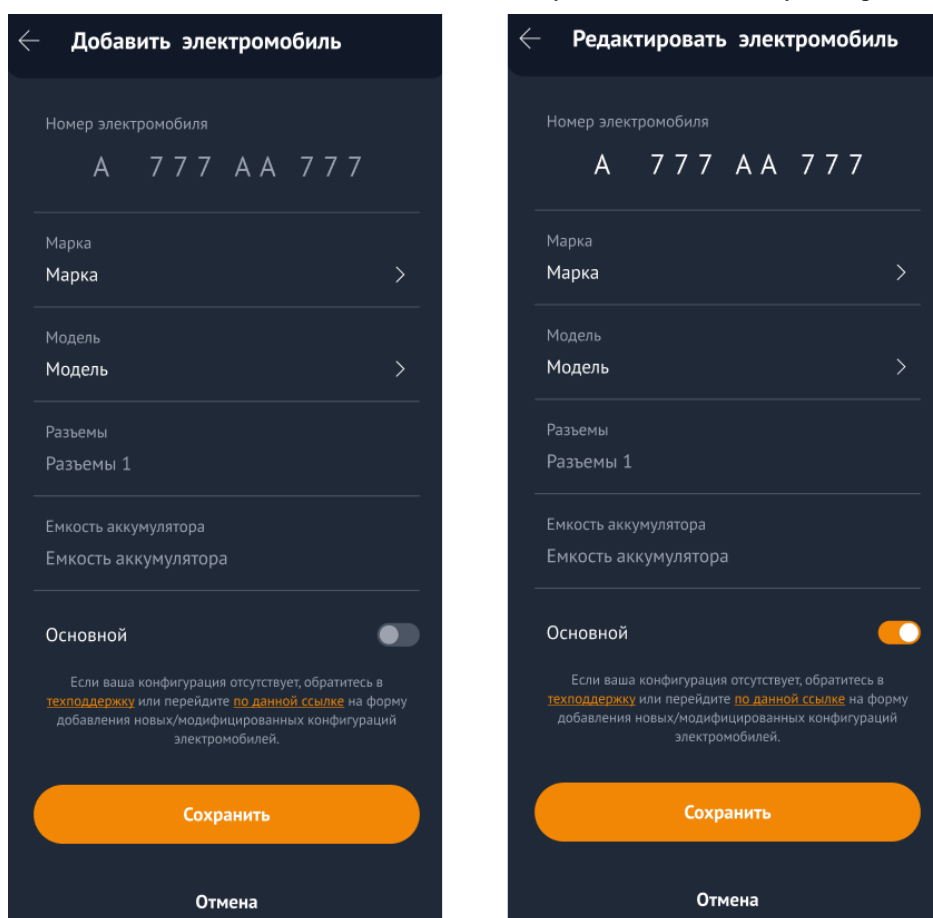 Добавить электромобиль
Номер электромобиля
А 777 АА 777
Марка
Марка
Модель
Модель
Разъемы
Разъемы 1
Емкость аккумулятора
Емкость аккумулятора
Основной
Если ваша конфигурация отсутствует, обратитесь в
техподдержку или перейдите по данной ссылке на форму
добавления новых/модифицированных конфигураций
электромобилей.
Сохранить
Отмена
Редактировать электромобиль
Номер электромобиля
А 777 АА 777
Марка
Марка
Модель
Модель
Разъемы
Разъемы 1
Емкость аккумулятора
Емкость аккумулятора
Основной
Если ваша конфигурация отсутствует, обратитесь в
техподдержку или перейдите по данной ссылке на форму
добавления новых/модифицированных конфигураций
электромобилей.
Сохранить
Отмена